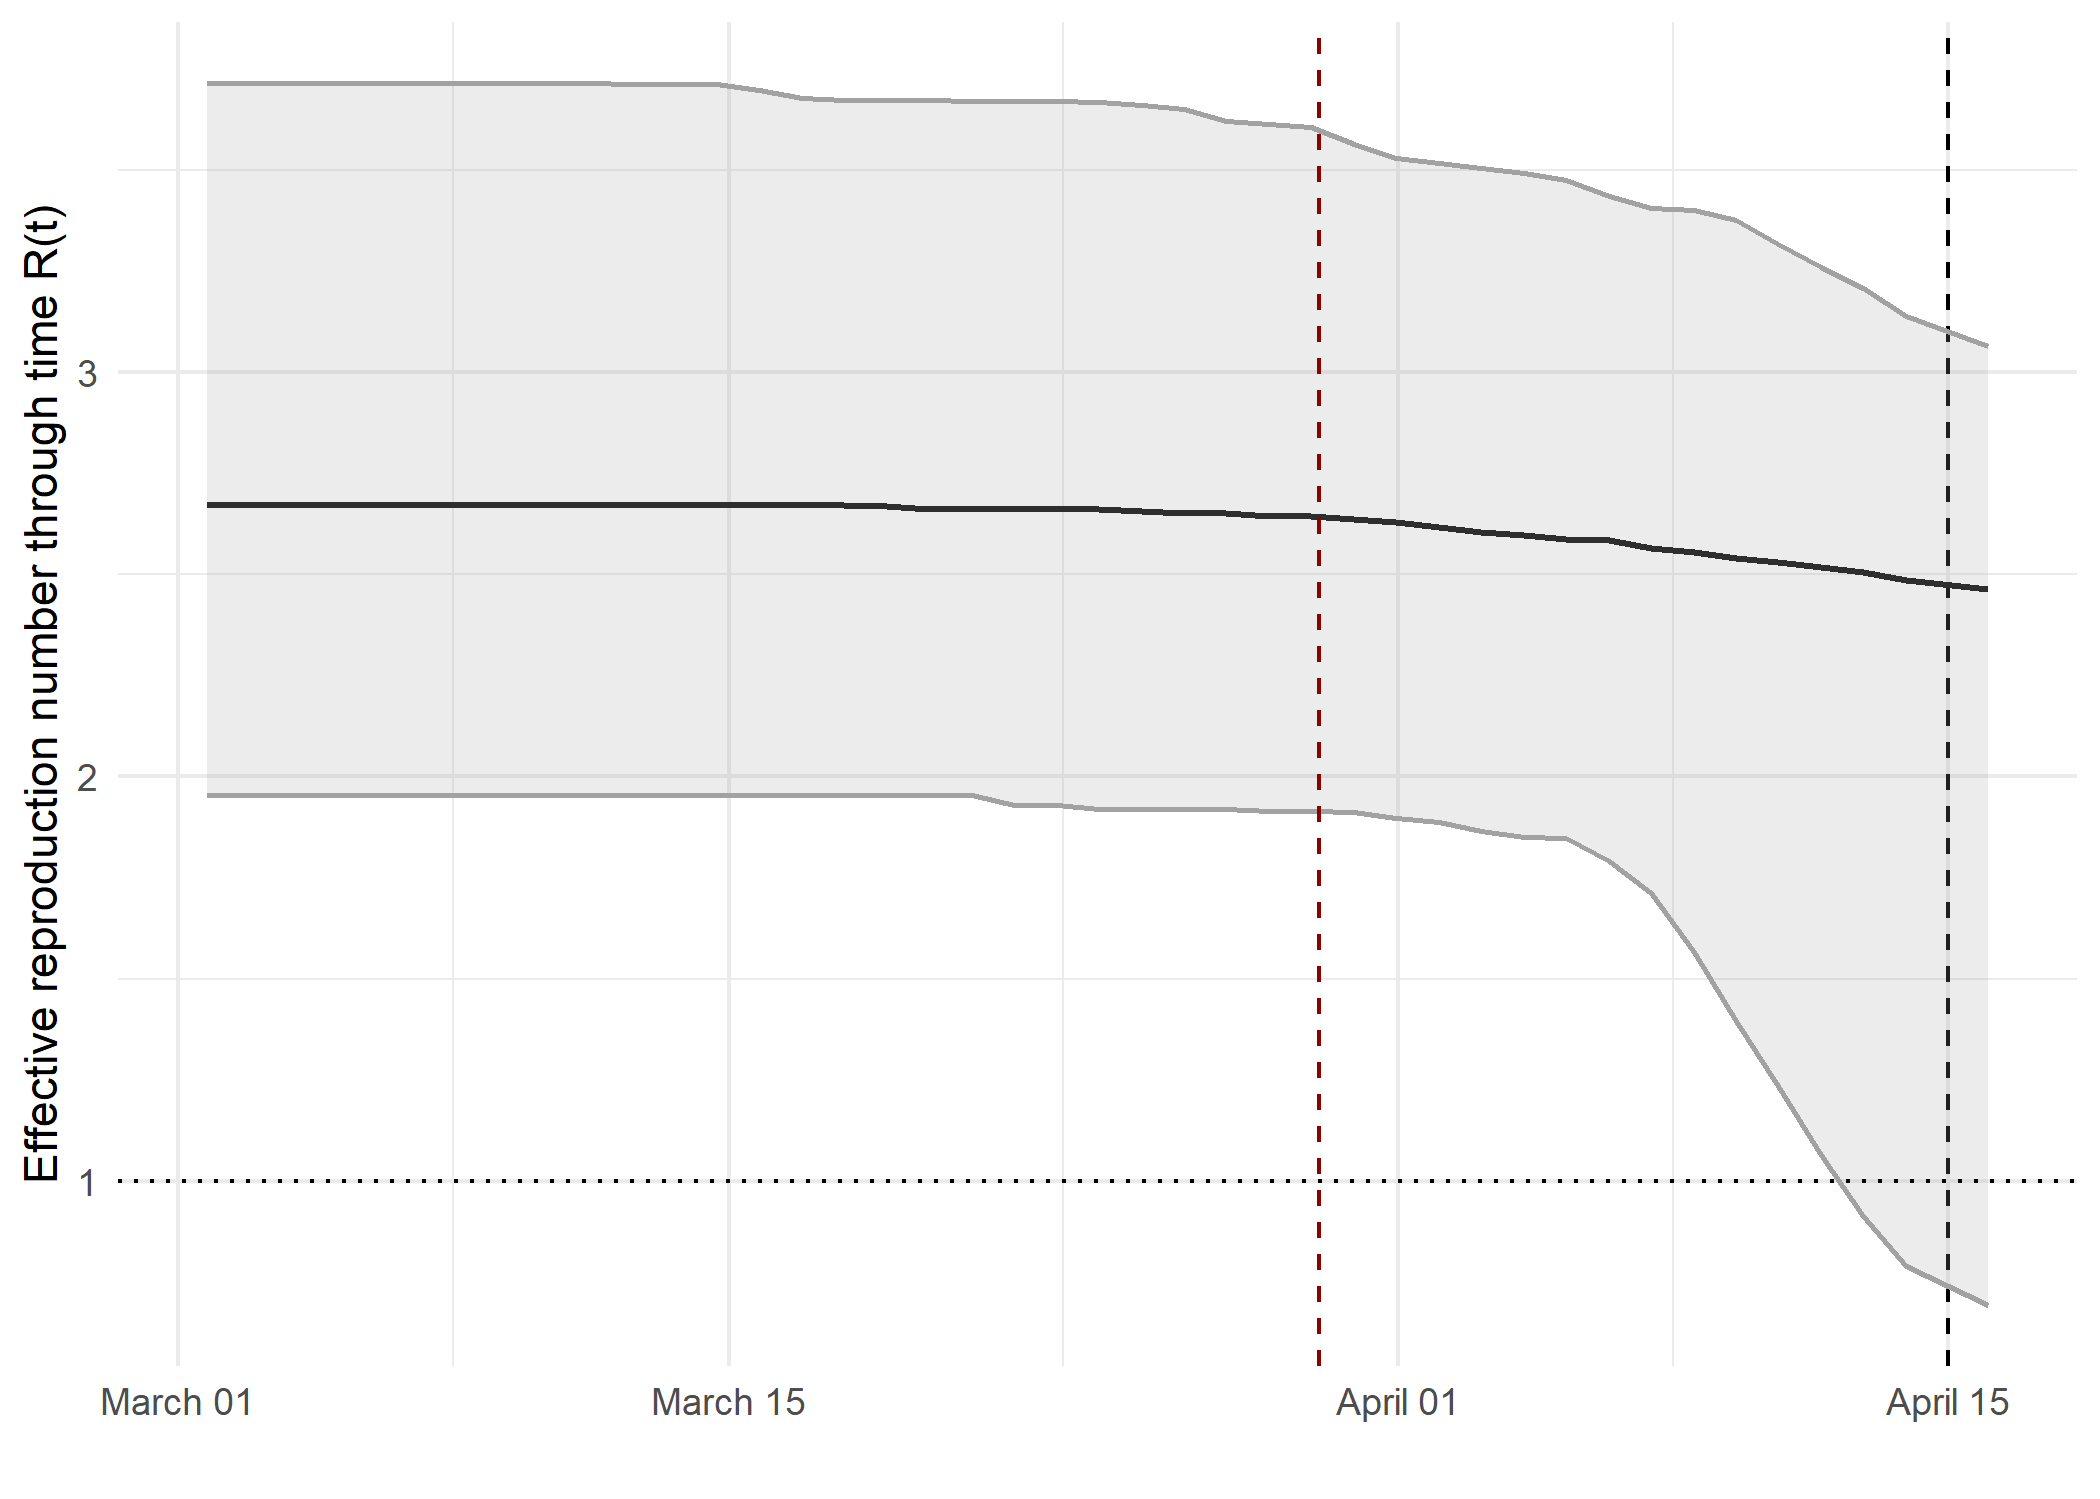 Effective reproduction number through time R(t)
3
2
1
March 01
March 15
April 01
April 15